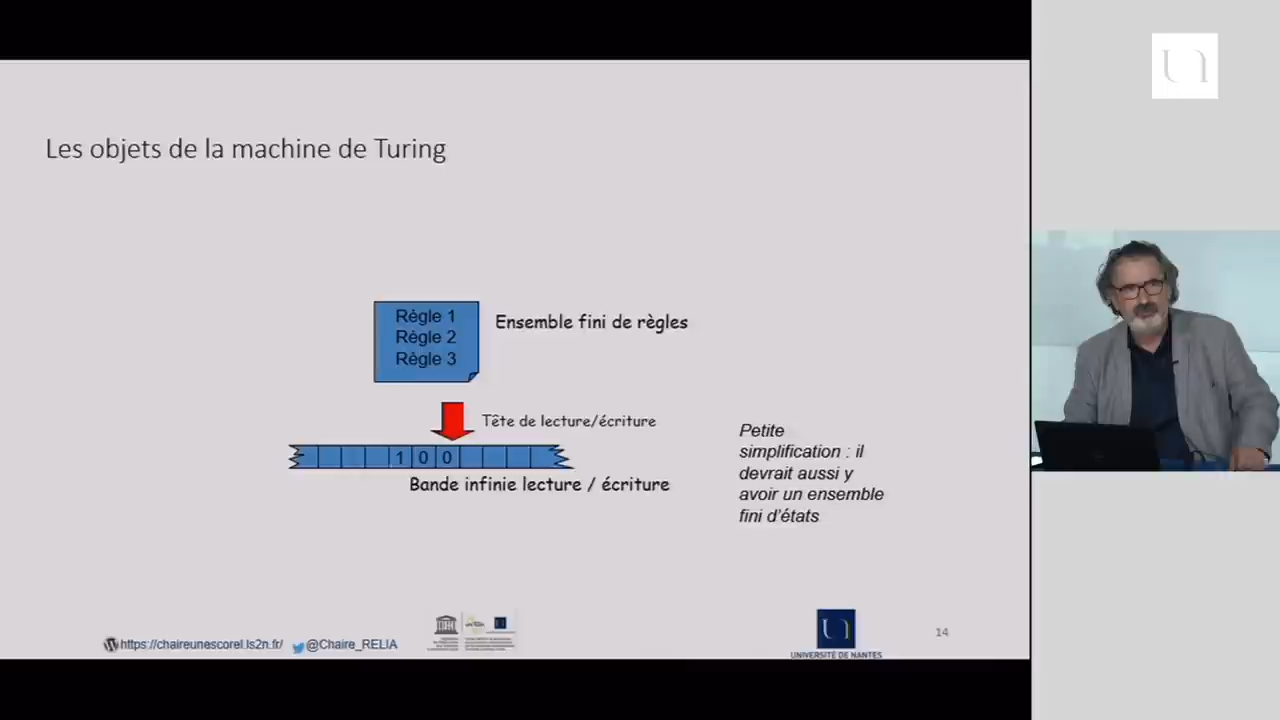 Les objets de la machine de Turing
Règle 1
Règle 2
Règle 3
Ensemble fini de règles
Tête de lecture/écriture
1 0 0
Bande infinie lecture / écriture
Petite
simplification : il
devrait aussi y
avoir un ensemble
fini d'états
https://chaireunescorel.ls2n.fr/
@Chaire_RELIA
UNIVERSITÉ DE NANTES
14